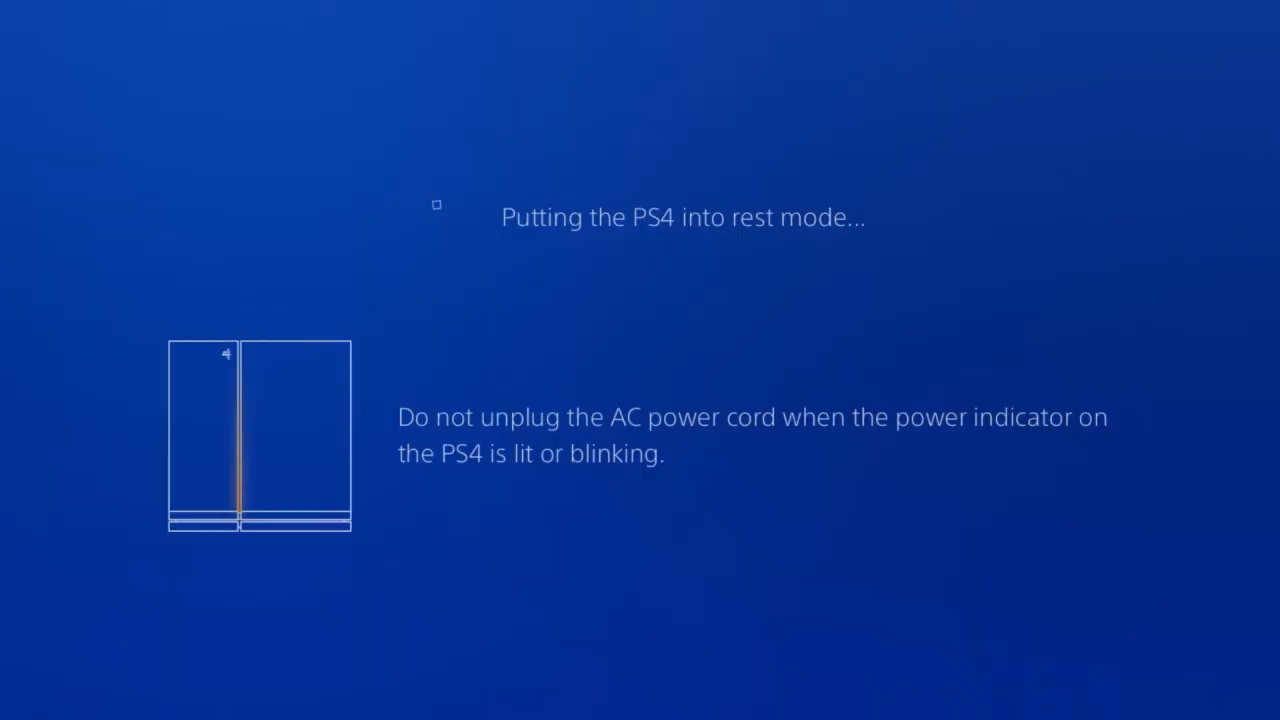 Putting the PS4 into rest mode...
Do not unplug the AC power cord when the power indicator on
the PS4 is lit or blinking.